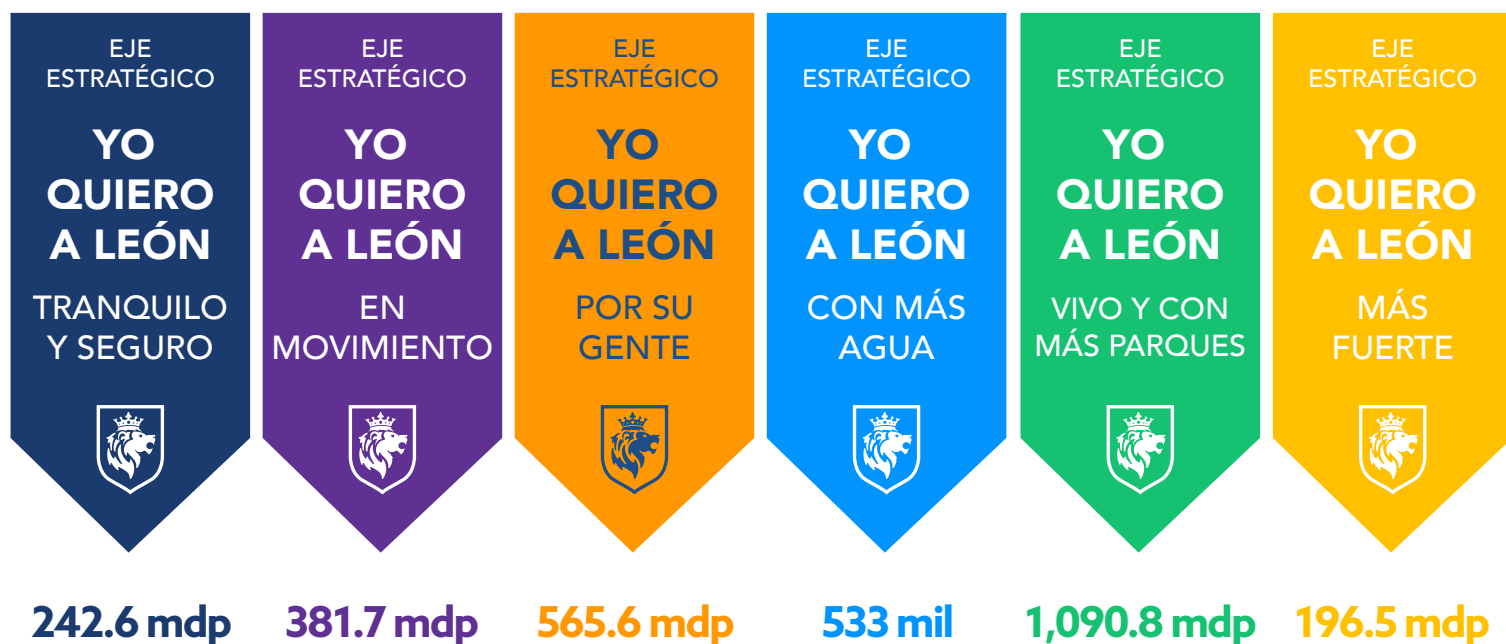 EJE
ESTRATÉGICO
YO
QUIERO
A LEÓN
TRANQUILO
Y SEGURO
242.6 mdp
EJE
ESTRATÉGICO
YO
QUIERO
A LEÓN
EN
MOVIMIENTO
381.7 mdp
EJE
ESTRATÉGICO
YO
QUIERO
A LEÓN
POR SU
GENTE
565.6 mdp
EJE
ESTRATÉGICO
YO
QUIERO
A LEÓN
CON MÁS
AGUA
533 mil
EJE
ESTRATÉGICO
YO
QUIERO
A LEÓN
VIVO Y CON
MÁS PARQUES
1,090.8 mdp
EJE
ESTRATÉGICO
YO
QUIERO
A LEÓN
MÁS
FUERTE
196.5 mdp